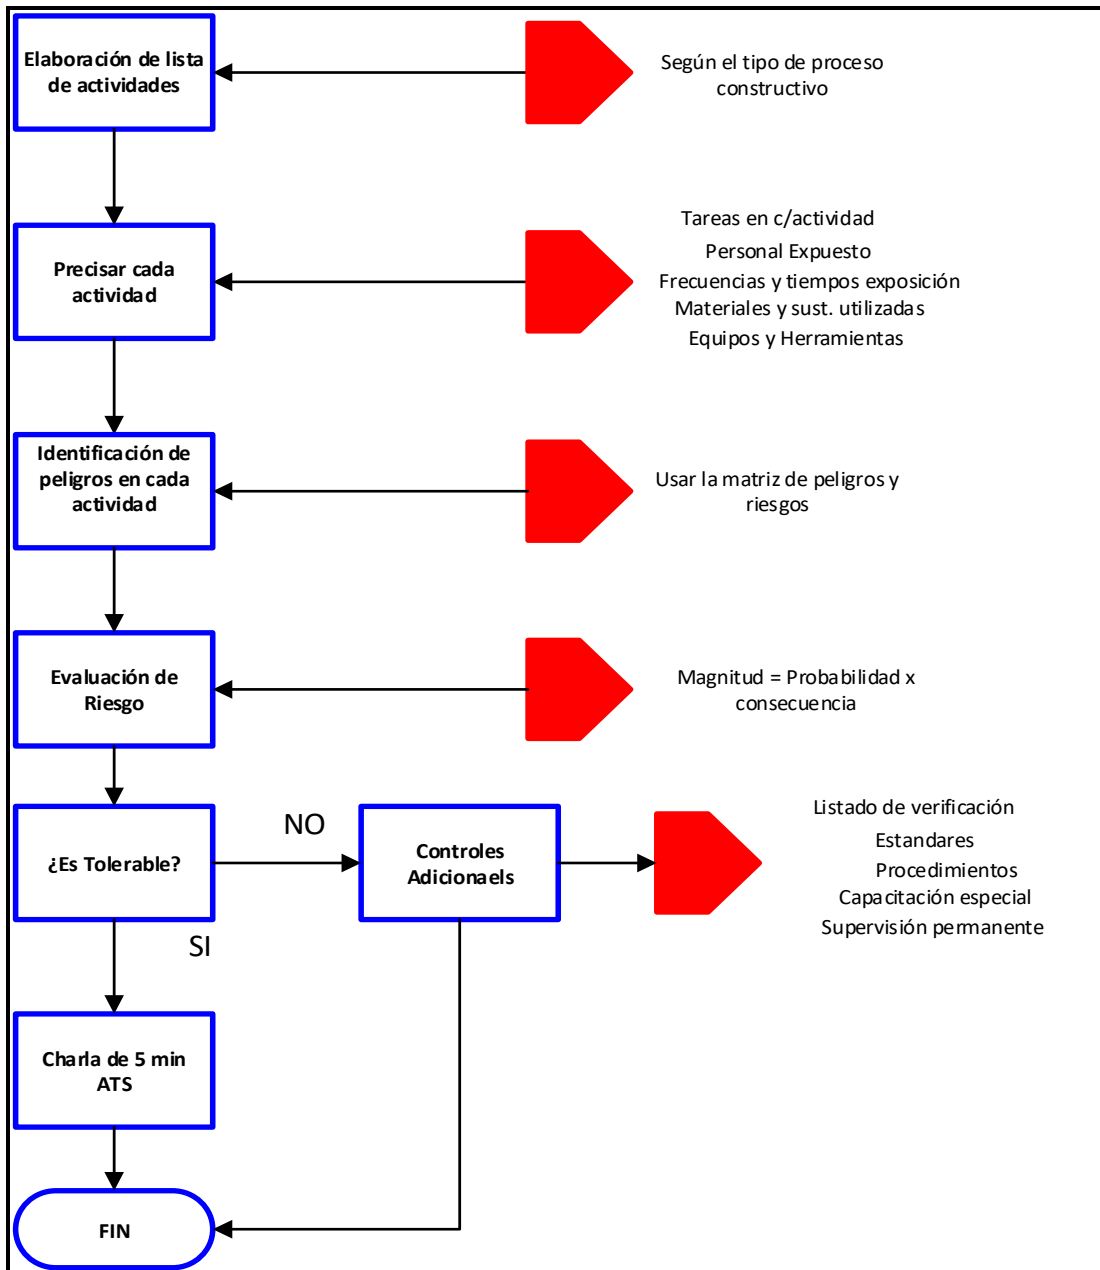 Elaboración de lista
de actividades
Según el tipo de proceso
constructivo
Precisar cada
actividad
Tareas en c/actividad
Personal Expuesto
Frecuencias y tiempos exposición
Materiales y sust. utilizadas
Equipos y Herramientas
Identificación de
peligros en cada
actividad
Usar la matriz de peligros y
riesgos
Evaluación de
Riesgo
Magnitud = Probabilidad x
consecuencia
¿Es Tolerable?
NO
SI
Controles
Adicionaels
Listado de verificación
Estandares
Procedimientos
Capacitación especial
Supervisión permanente
Charla de 5 min
ATS
FIN